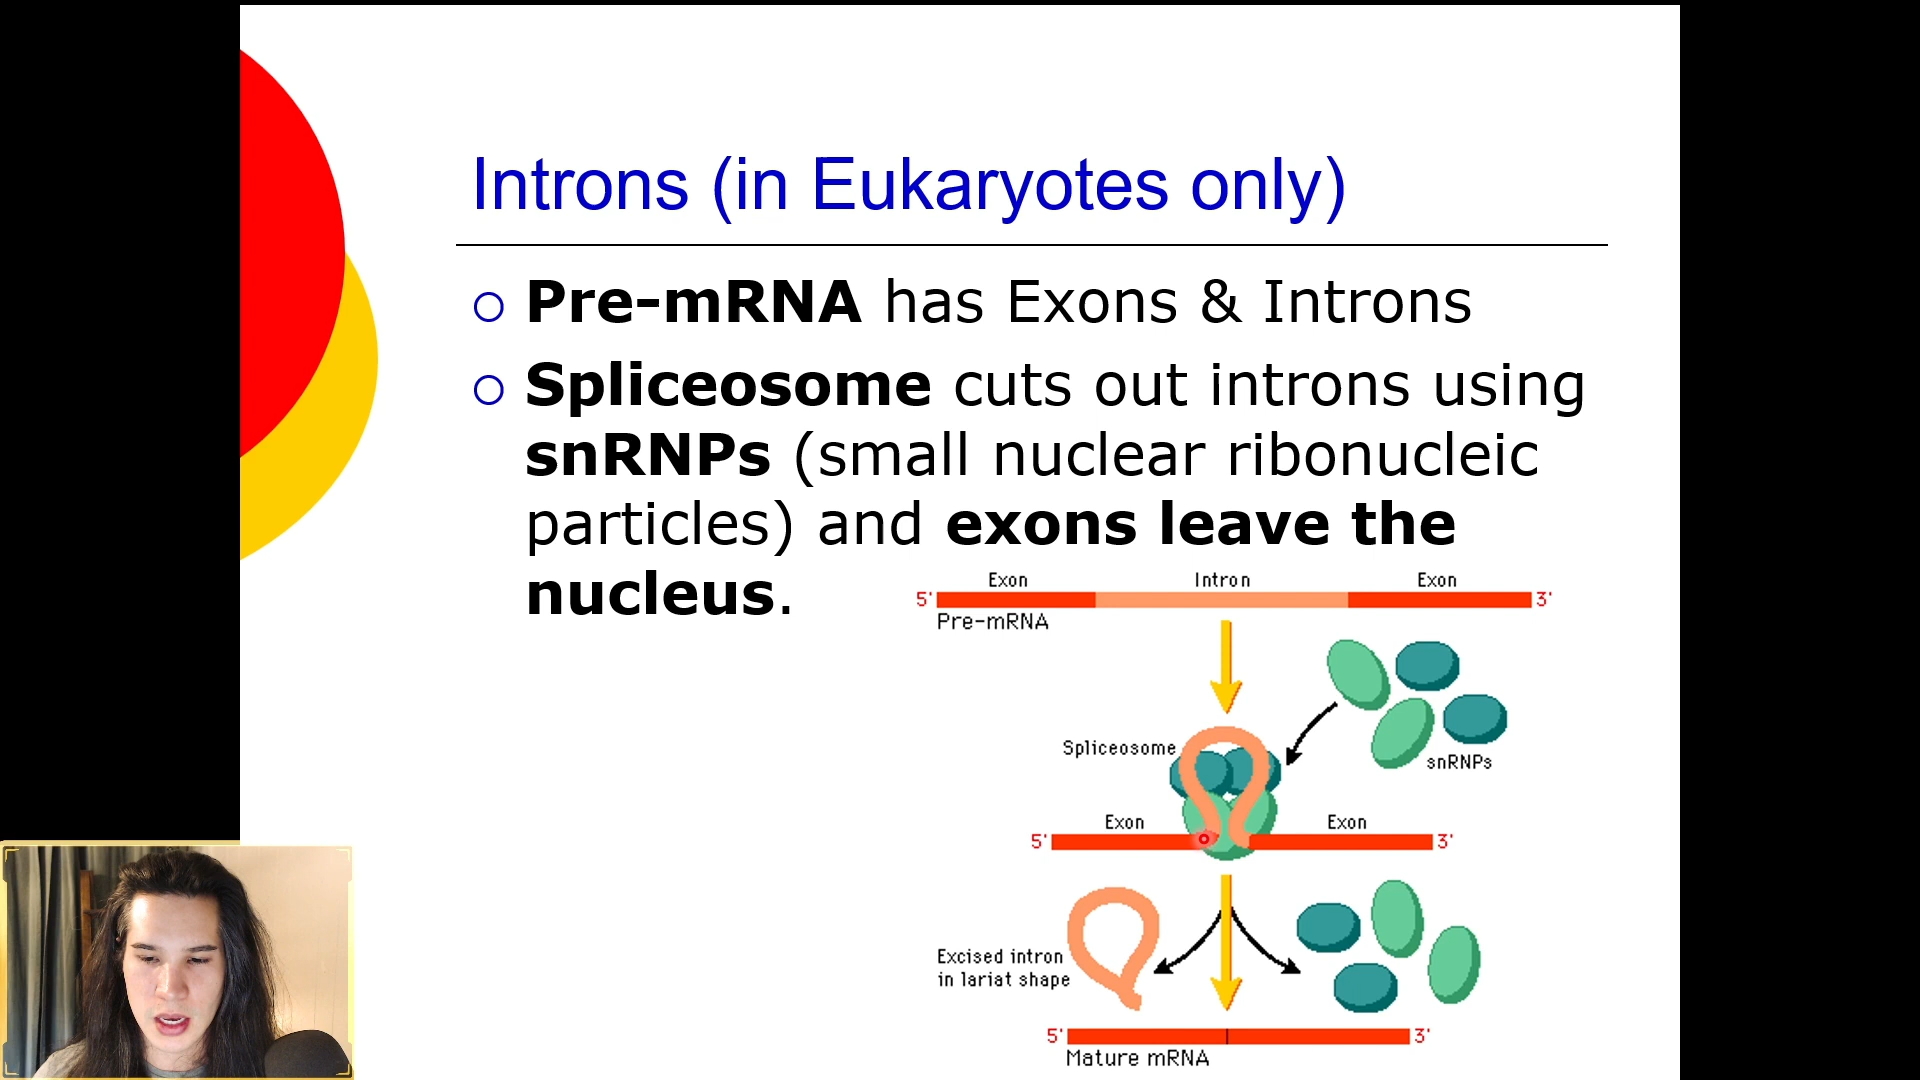 Introns (in Eukaryotes only)
Pre-mRNA has Exons & Introns
Spliceosome cuts out introns using
snRNPs (small nuclear ribonucleic
particles) and exons leave the
nucleus.
Exon Intron Exon
5' 3'
Pre-mRNA
Spliceosome
snRNPs
Exon Exon
5' 3'
Excised intron
in lariat shape
5' 3'
Mature mRNA